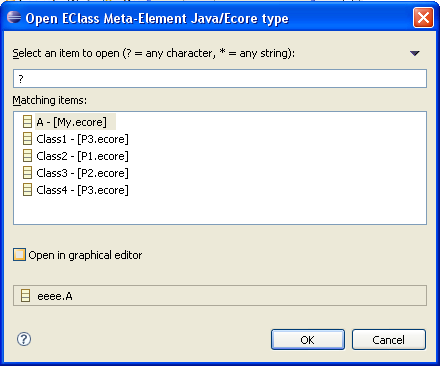 Open EClass Meta-Element Java/Ecore type
Select an item to open (? = any character, * = any string):
?
Matching items:
A - [My.ecore]
Class1 - [P3.ecore]
Class2 - [P1.ecore]
Class3 - [P2.ecore]
Class4 - [P3.ecore]
Open in graphical editor
eeee.A
?
OK
Cancel